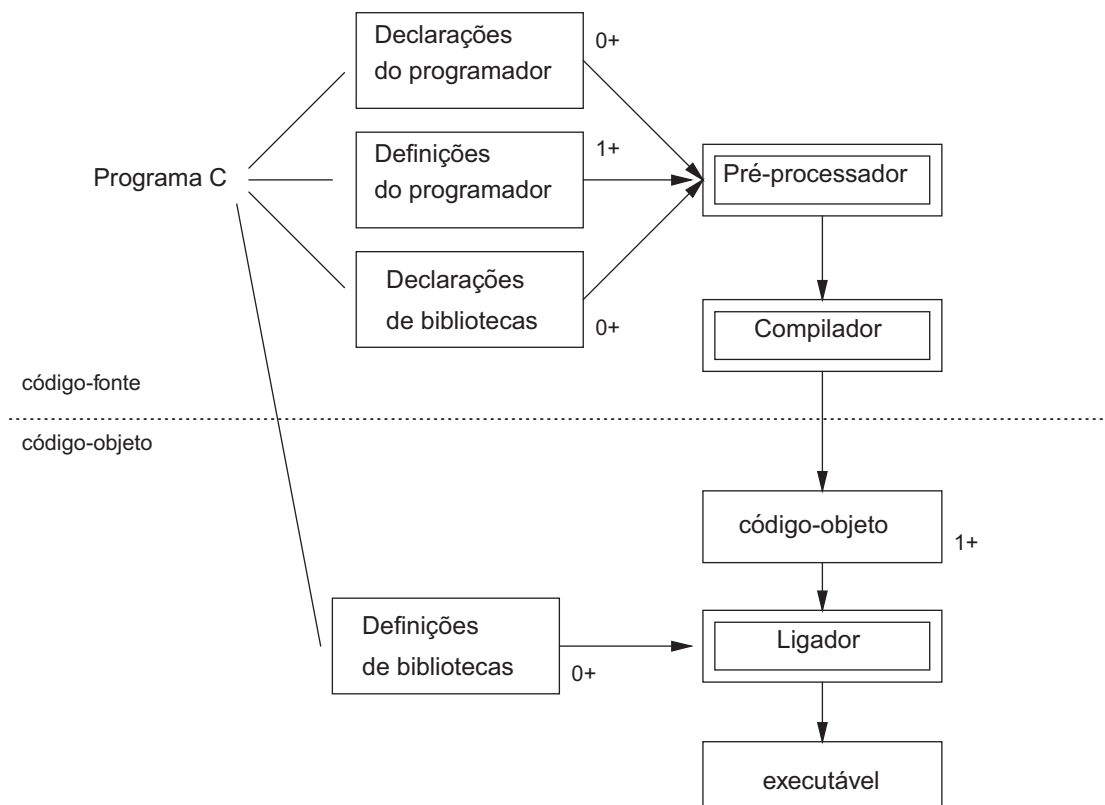 Declarações
do programador
0+
Definições
do programador
1+
Programa C
Pré-processador
Declarações
de bibliotecas
0+
Compilador
código-fonte
código-objeto
código-objeto
1+
Definições
de bibliotecas
0+
Ligador
executável